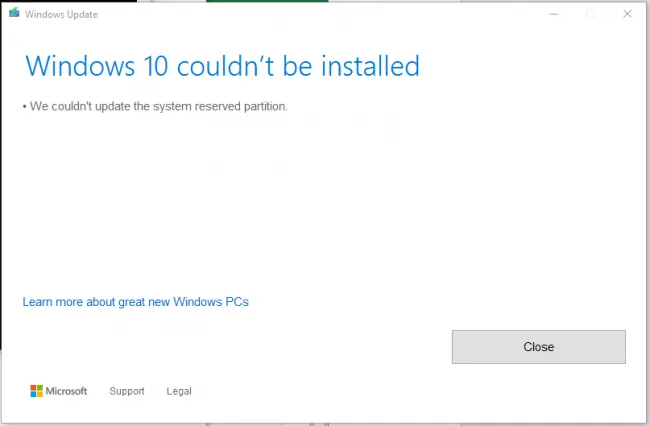 Windows Update
Windows 10 couldn't be installed
• We couldn't update the system reserved partition.
Learn more about great new Windows PCs
Close
Microsoft Support Legal